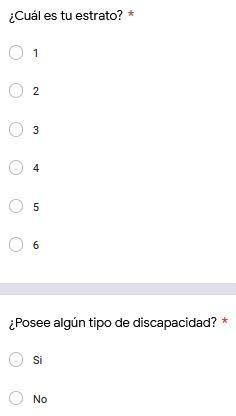 ¿Cuál es tu estrato? *
1
2
3
4
5
6
¿Posee algún tipo de discapacidad? *
Si
No